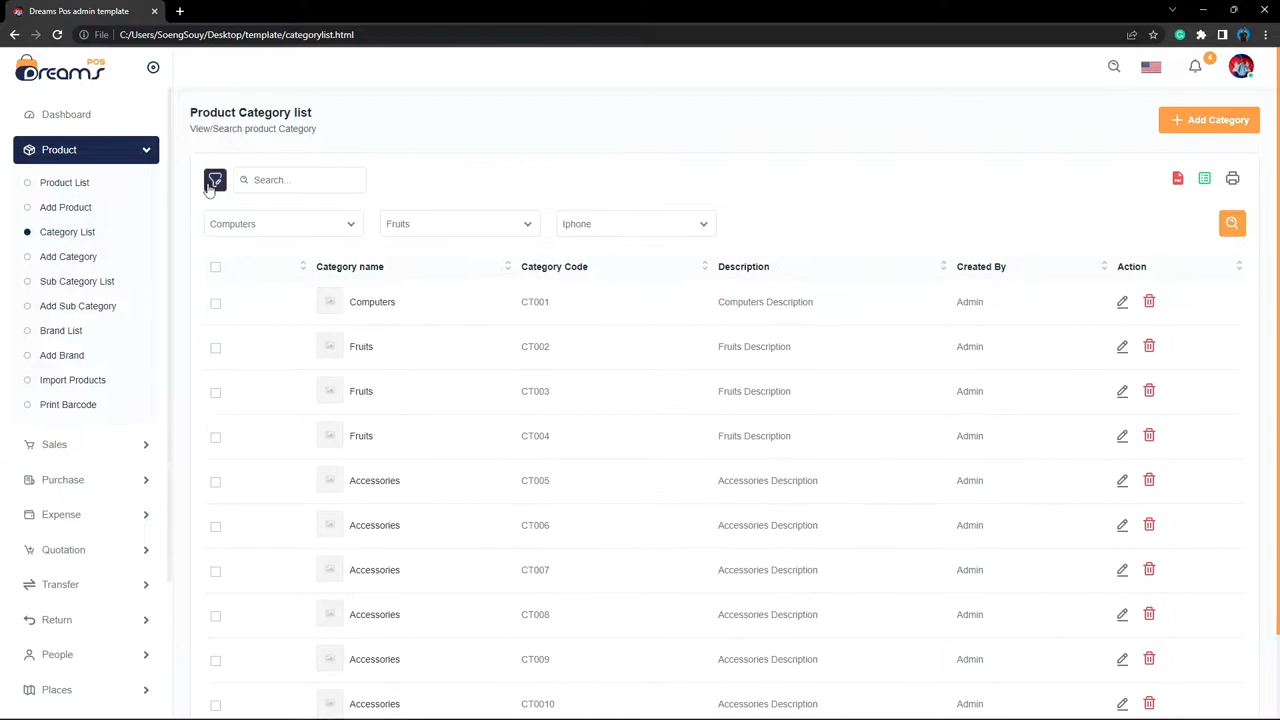 Dreams Pos admin template
File C:/Users/SoengSouy/Desktop/template/categorylist.html
DreamS POS
4
Dashboard
Product
Product List
Add Product
Category List
Add Category
Sub Category List
Add Sub Category
Brand List
Add Brand
Import Products
Print Barcode
Sales
Purchase
Expense
Quotation
Transfer
Return
People
Places
Product Category list
View/Search product Category
Add Category
Search...
Computers Fruits Iphone
Category name Category Code Description Created By Action
Computers CT001 Computers Description Admin
Fruits CT002 Fruits Description Admin
Fruits CT003 Fruits Description Admin
Fruits CT004 Fruits Description Admin
Accessories CT005 Accessories Description Admin
Accessories CT006 Accessories Description Admin
Accessories CT007 Accessories Description Admin
Accessories CT008 Accessories Description Admin
Accessories CT009 Accessories Description Admin
Accessories CT0010 Accessories Description Admin